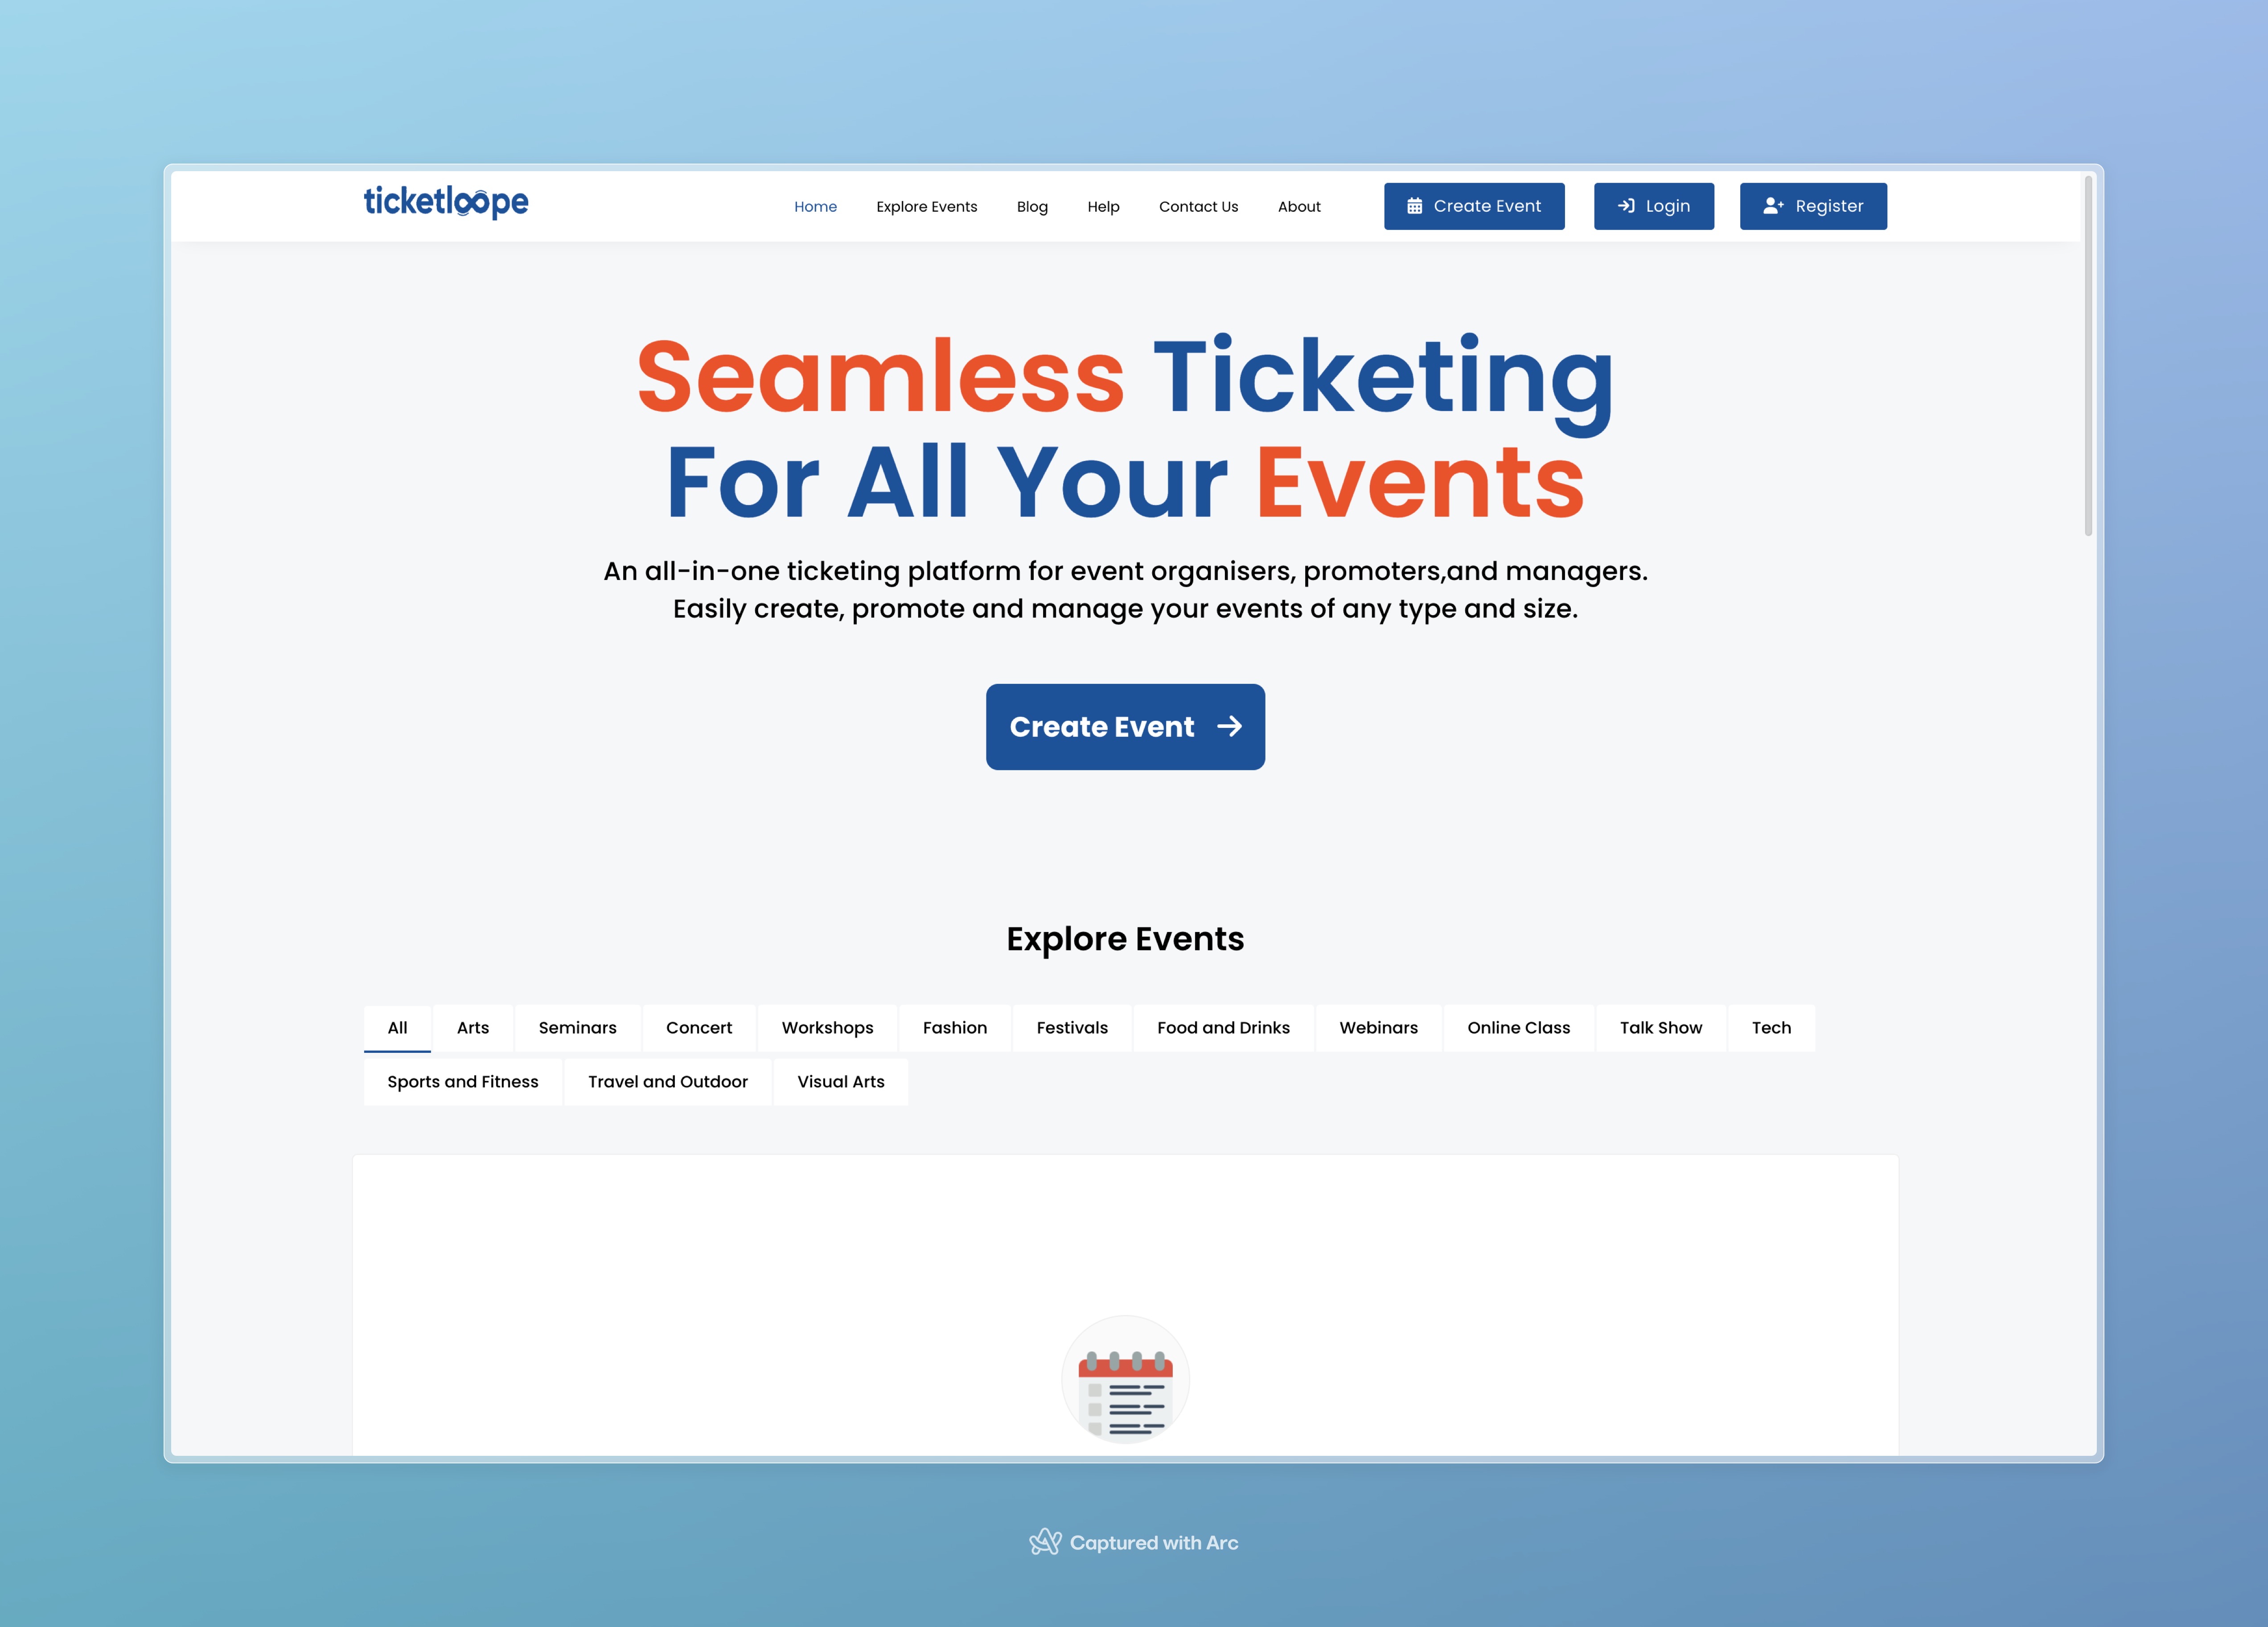 ticketloope
Home Explore Events Blog Help Contact Us About Create Event Login Register
Seamless Ticketing
For All Your Events
An all-in-one ticketing platform for event organisers, promoters,and managers.
Easily create, promote and manage your events of any type and size.
Create Event
Explore Events
All Arts Seminars Concert Workshops Fashion Festivals Food and Drinks Webinars Online Class Talk Show Tech
Sports and Fitness Travel and Outdoor Visual Arts
Captured with Arc